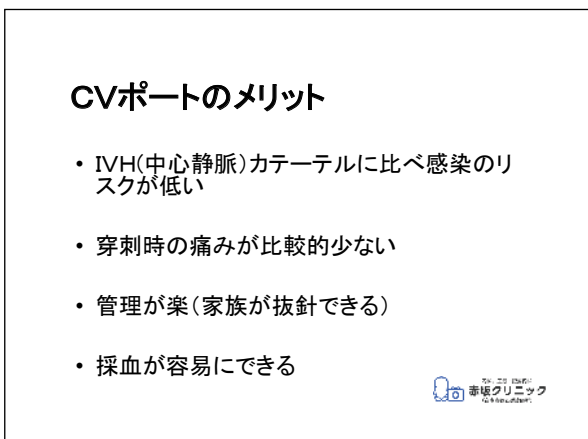 CVポートのメリット
• IVH(中心静脈)カテーテルに比べ感染のリ
スクが低い
• 穿刺時の痛みが比較的少ない
• 管理が楽(家族が抜針できる)
• 採血が容易にできる
赤坂クリニック